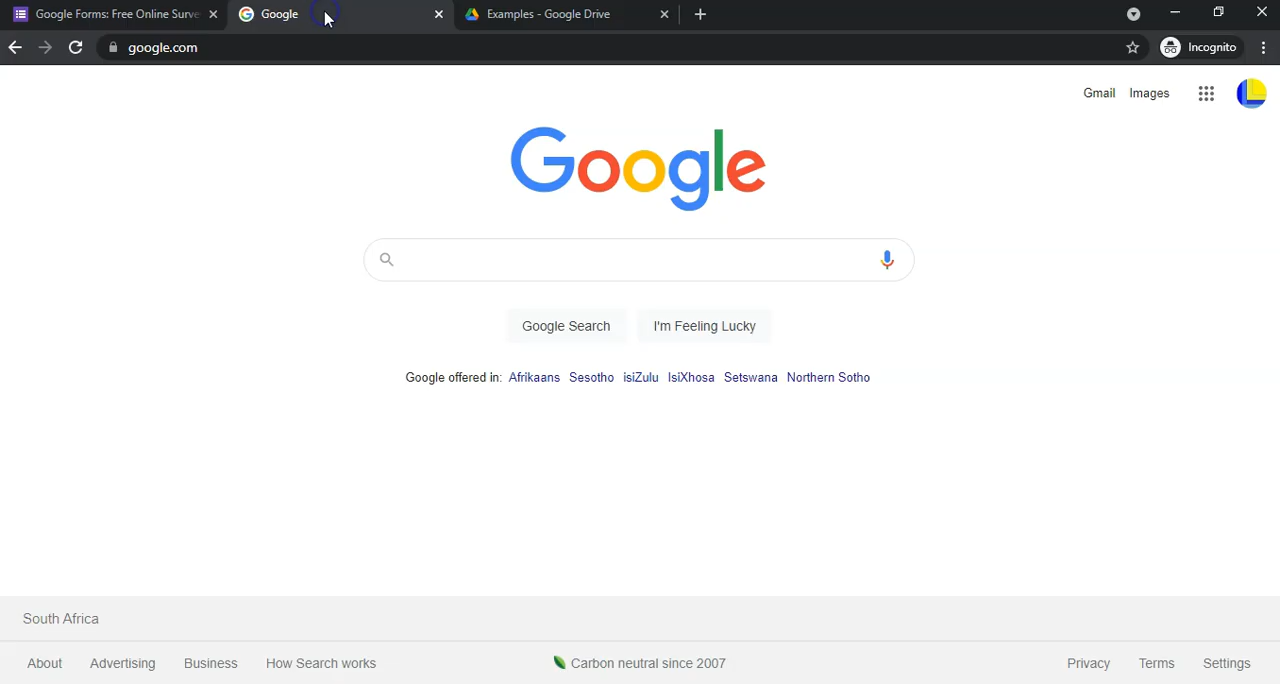 Google Forms: Free Online Surve
Google
Examples - Google Drive
google.com
Incognito
Gmail Images
Google
Google Search
I'm Feeling Lucky
Google offered in: Afrikaans Sesotho isiZulu IsiXhosa Setswana Northern Sotho
South Africa
About Advertising Business How Search works Carbon neutral since 2007 Privacy Terms Settings